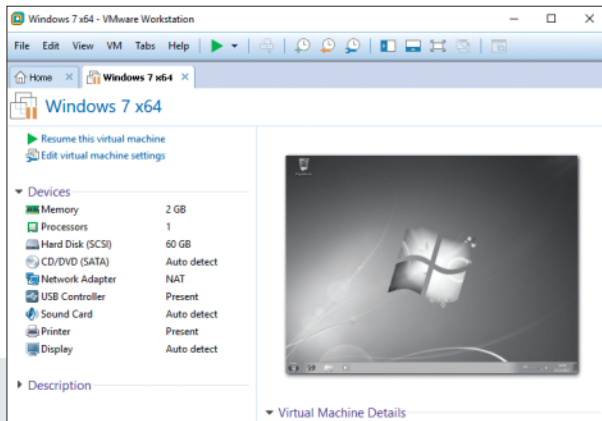 Windows 7 x64 - VMware Workstation
File Edit View VM Tabs Help
Home Windows 7 x64
Windows 7 x64
Resume this virtual machine
Edit virtual machine settings
Devices
Memory 2 GB
Processors 1
Hard Disk (SCSI) 60 GB
CD/DVD (SATA) Auto detect
Network Adapter NAT
USB Controller Present
Sound Card Auto detect
Printer Present
Display Auto detect
Description
Virtual Machine Details